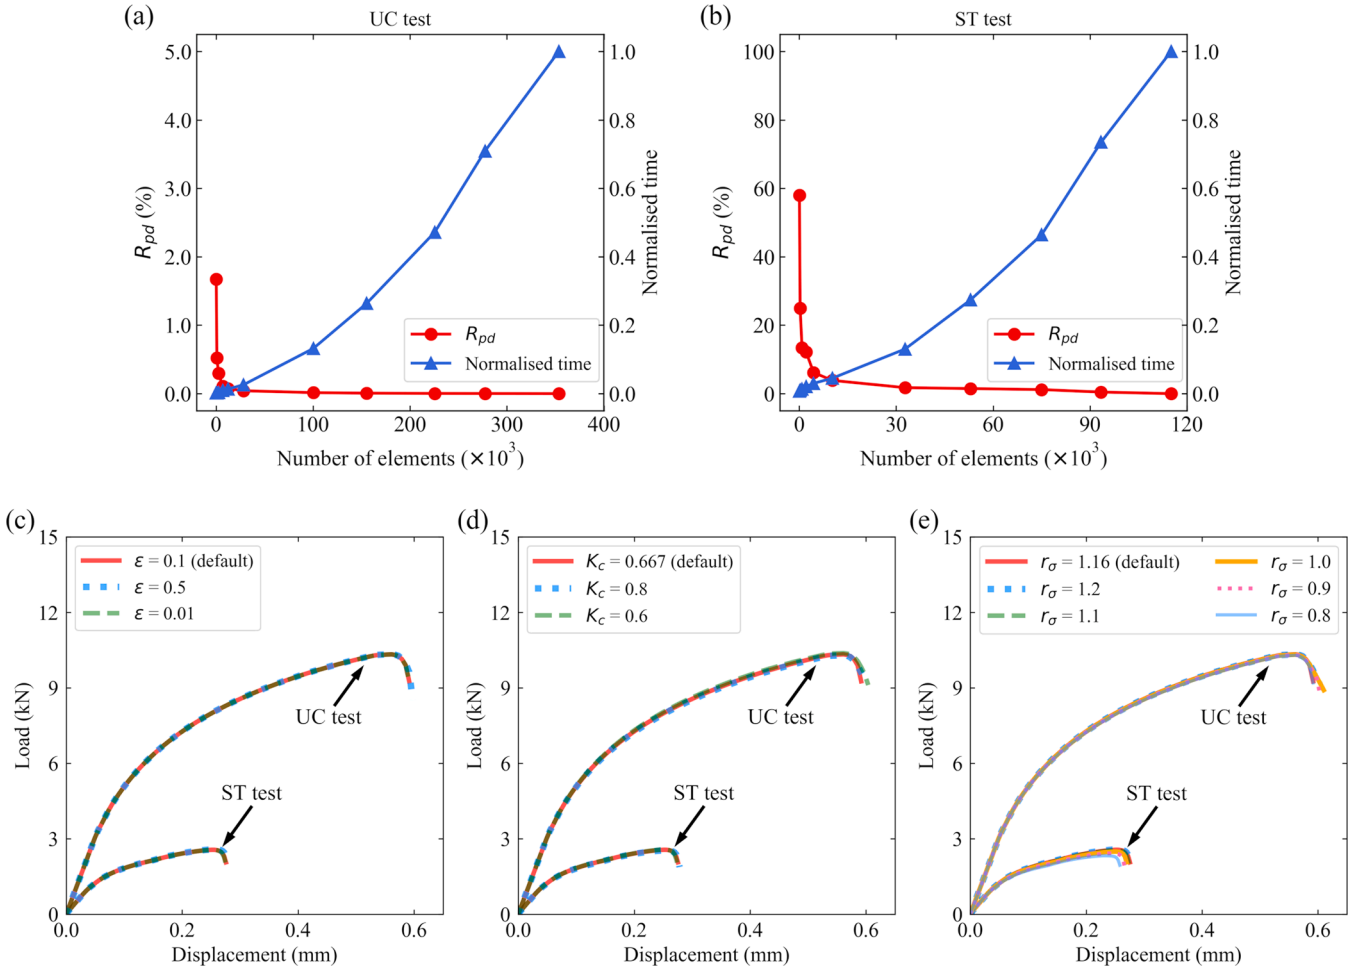 (a)
UC test
5.0
4.0
3.0
2.0
1.0
0.0
R_pd (%)
1.0
0.8
0.6
0.4
0.2
0.0
Normalised time
R_pd
Normalised time
0
100
200
300
400
Number of elements (×10³)
(b)
ST test
100
80
60
40
20
0
R_pd (%)
1.0
0.8
0.6
0.4
0.2
0.0
Normalised time
R_pd
Normalised time
0
30
60
90
120
Number of elements (×10³)
(c)
15
12
9
6
3
0
Load (kN)
ε = 0.1 (default)
ε = 0.5
ε = 0.01
UC test
ST test
0.0
0.2
0.4
0.6
Displacement (mm)
(d)
15
12
9
6
3
0
Load (kN)
K_c = 0.667 (default)
K_c = 0.8
K_c = 0.6
UC test
ST test
0.0
0.2
0.4
0.6
Displacement (mm)
(e)
15
12
9
6
3
0
Load (kN)
r_σ = 1.16 (default)
r_σ = 1.2
r_σ = 1.1
r_σ = 1.0
r_σ = 0.9
r_σ = 0.8
UC test
ST test
0.0
0.2
0.4
0.6
Displacement (mm)